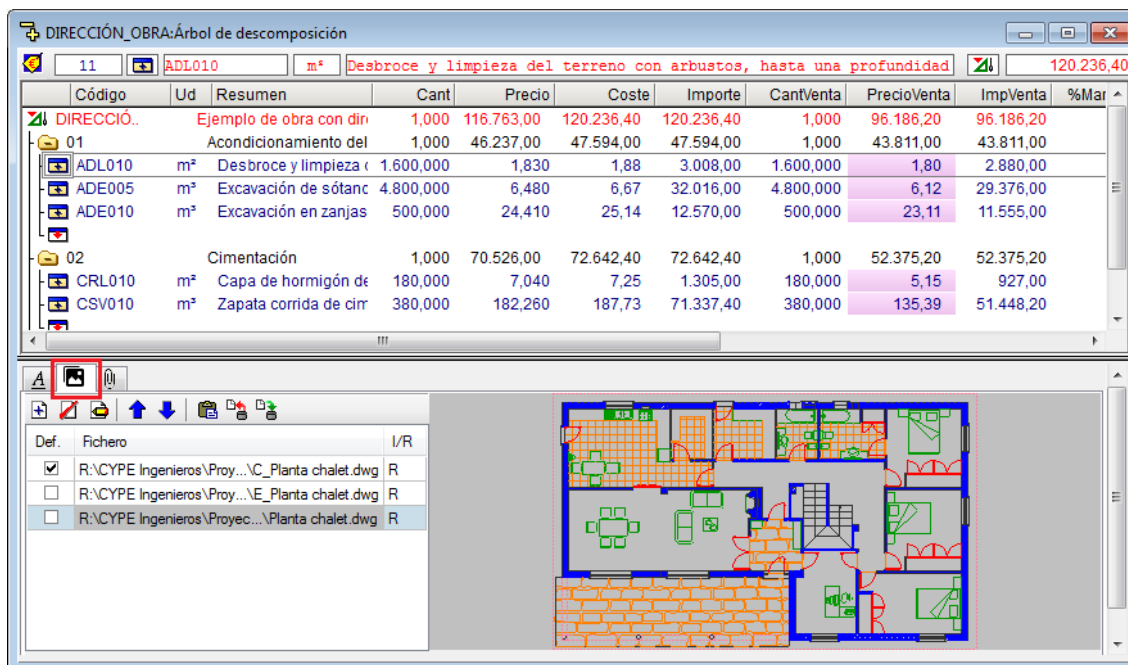 DIRECCIÓN_OBRA:Árbol de descomposición
11 ADL010 m² Desbroce y limpieza del terreno con arbustos, hasta una profundidad 120.236,40
Código Ud Resumen Cant Precio Coste Importe CantVenta PrecioVenta ImpVenta %Mar
DIRECCIÓ.. Ejemplo de obra con dire 1,000 116.763,00 120.236,40 120.236,40 1,000 96.186,20 96.186,20
01 Acondicionamiento del 1,000 46.237,00 47.594,00 47.594,00 1,000 43.811,00 43.811,00
ADL010 m² Desbroce y limpieza d 1.600,000 1,830 1,88 3.008,00 1.600,000 1,80 2.880,00
ADE005 m³ Excavación de sótano 4.800,000 6,480 6,67 32.016,00 4.800,000 6,12 29.376,00
ADE010 m³ Excavación en zanjas 500,000 24,410 25,14 12.570,00 500,000 23,11 11.555,00
02 Cimentación 1,000 70.526,00 72.642,40 72.642,40 1,000 52.375,20 52.375,20
CRL010 m² Capa de hormigón de 180,000 7,040 7,25 1.305,00 180,000 5,15 927,00
CSV010 m³ Zapata corrida de cim 380,000 182,260 187,73 71.337,40 380,000 135,39 51.448,20
A
Def. Fichero I/R
R:\CYPE Ingenieros\Proy...\C_Planta chalet.dwg R
R:\CYPE Ingenieros\Proy...\E_Planta chalet.dwg R
R:\CYPE Ingenieros\Proyec...\Planta chalet.dwg R